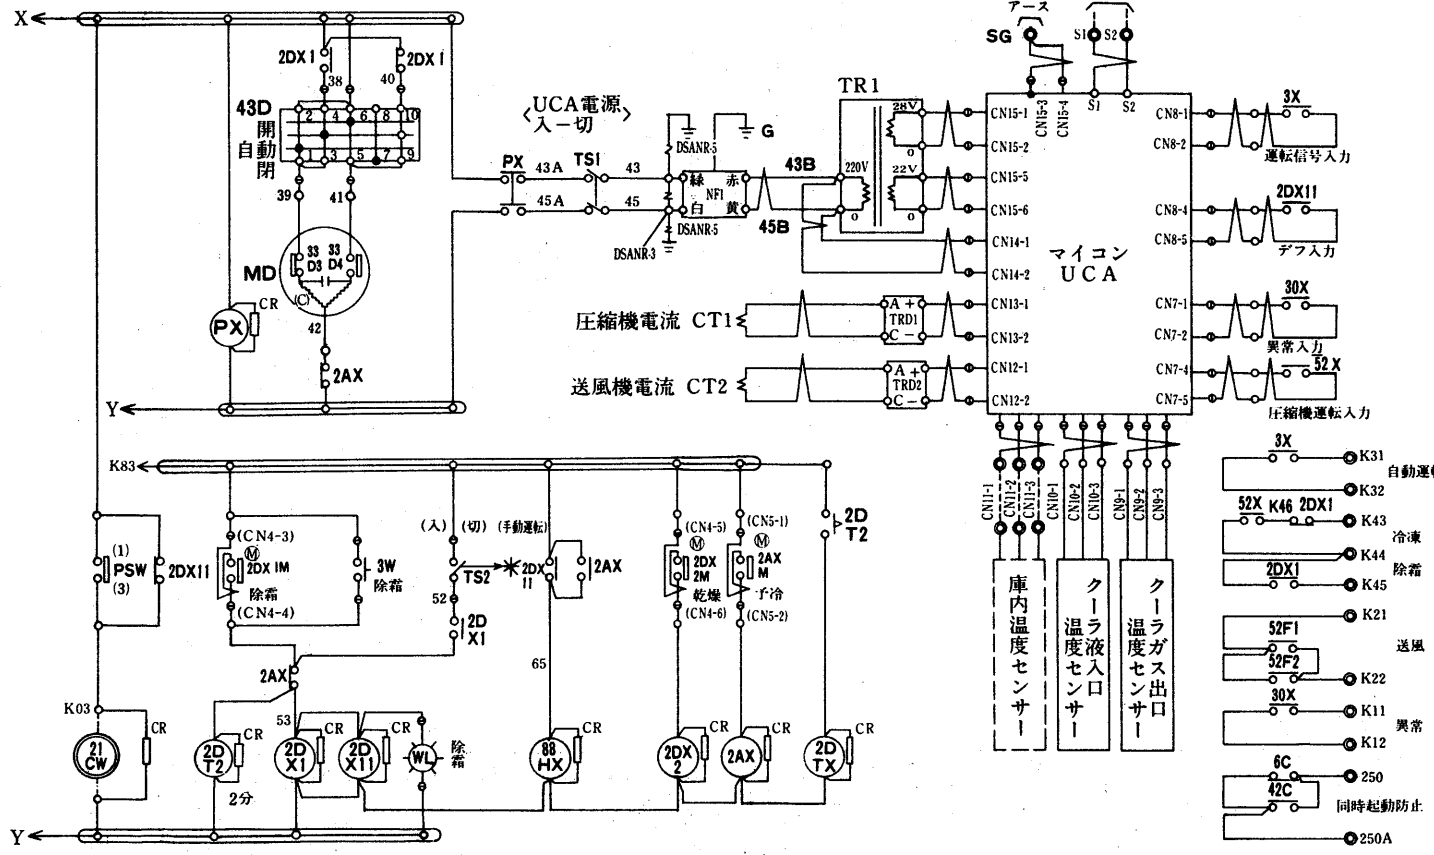 X
2DX1
2DX1
38
40
43D
開
自動
閉
2 4 6 8 10
1 3 5 7 9
39
41
33
D3
33
D4
MD
(C)
42
2AX
PX
CR
Y
UCA電源
〈入ー切〉
PX
43A
TS1
43
45A
45
DSANR-5
G
緑 赤
NF1
白 黄
DSANR-5
DSANR-3
43B
45B
TR1
28V
0
220V
22V
0
0
アース
SG
S1
S2
CN15-3
CN15-4
S1
S2
CN15-1
CN15-2
CN15-5
CN15-6
CN14-1
CN14-2
CN13-1
CN13-2
CN12-1
CN12-2
マイコン
UCA
圧縮機電流 CT1
A +
TRD1
C -
送風機電流 CT2
A +
TRD2
C -
CN8-1
CN8-2
3X
運転信号入力
CN8-4
CN8-5
2DX11
デフ入力
CN7-1
CN7-2
30X
異常入力
CN7-4
CN7-5
52X
圧縮機運転入力
CN11-1
CN11-2
CN11-3
CN10-1
CN10-2
CN10-3
CN9-1
CN9-2
CN9-3
庫内温度センサー
クーラ液入口
温度センサー
クーラガス出口
温度センサー
3X
K31
自動運転
K32
52X
K46
2DX1
K43
冷凍
K44
2DX1
除霜
K45
K21
52F1
送風
52F2
K22
30X
K11
異常
K12
6C
250
42C
同時起動防止
250A
K83
(1)
PSW
(3)
2DX11
(CN4-3)
M
2DX1M
除霜
(CN4-4)
3W
除霜
(入)
(切)
(手動運転)
TS2
52
2D
X1
2DX
11
2AX
65
(CN4-5)
M
2DX
2M
乾燥
(CN4-6)
(CN5-1)
M
2AX
M
予冷
(CN5-2)
2D
T2
2AX
53
K03
21
CW
CR
2D
T2
CR
2分
2D
X1
CR
2D
X11
CR
WL
除霜
88
HX
CR
2DX
2
CR
2AX
CR
2D
TX
CR
Y